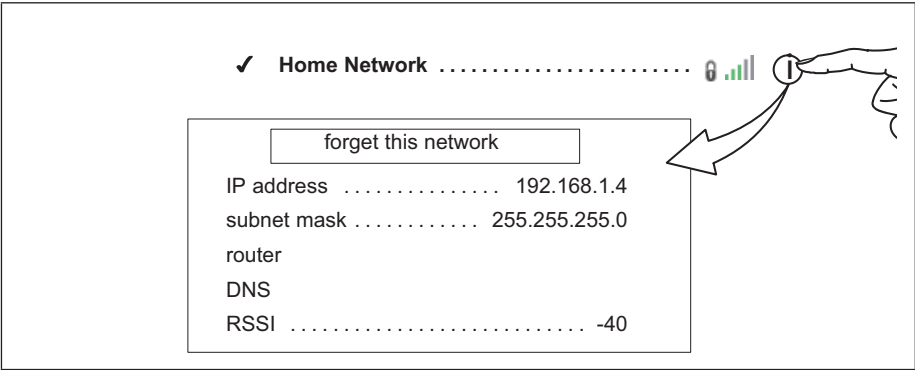 ✓ Home Network ........................
forget this network
IP address ............... 192.168.1.4
subnet mask ............ 255.255.255.0
router
DNS
RSSI ............................ -40